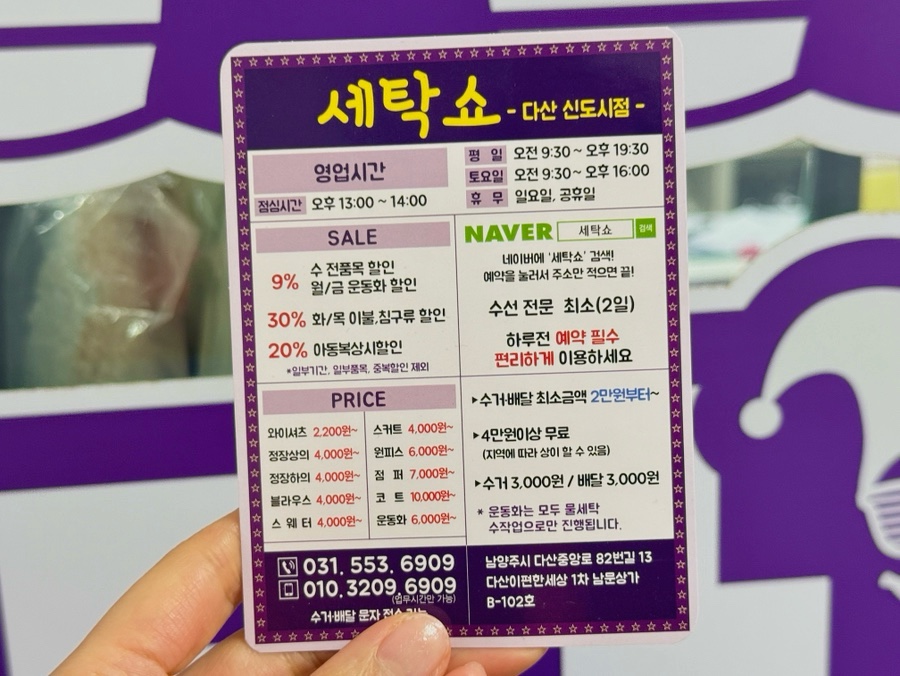 세탁쇼 - 다산 신도시점 -
영업시간
점심시간 오후 13:00 ~ 14:00
평 일 오전 9:30 ~ 오후 19:30
토요일 오전 9:30 ~ 오후 16:00
휴 무 일요일, 공휴일
SALE
9% 수 전품목 할인
월/금 운동화 할인
30% 화/목 이불,침구류 할인
20% 아동복상시할인
*일부기간, 일부품목, 중복할인 제외
NAVER 세탁쇼 검색
네이버에 '세탁쇼' 검색!
예약을 눌러서 주소만 적으면 끝!
수선 전문 최소(2일)
하루전 예약 필수
편리하게 이용하세요
PRICE
와이셔츠 2,200원~
정장상의 4,000원~
정장하의 4,000원~
블라우스 4,000원~
스 웨 터 4,000원~
스커트 4,000원~
원피스 6,000원~
점 퍼 7,000원~
코 트 10,000원~
운동화 6,000원~
▸수거·배달 최소금액 2만원부터~
▸4만원이상 무료
(지역에 따라 상이 할 수 있음)
▸수거 3,000원 / 배달 3,000원
* 운동화는 모두 물세탁
수작업으로만 진행됩니다.
031. 553. 6909
010. 3209. 6909
(업무시간만 가능)
수거·배달 문자
남양주시 다산중앙로 82번길 13
다산이편한세상 1차 남문상가
B-102호